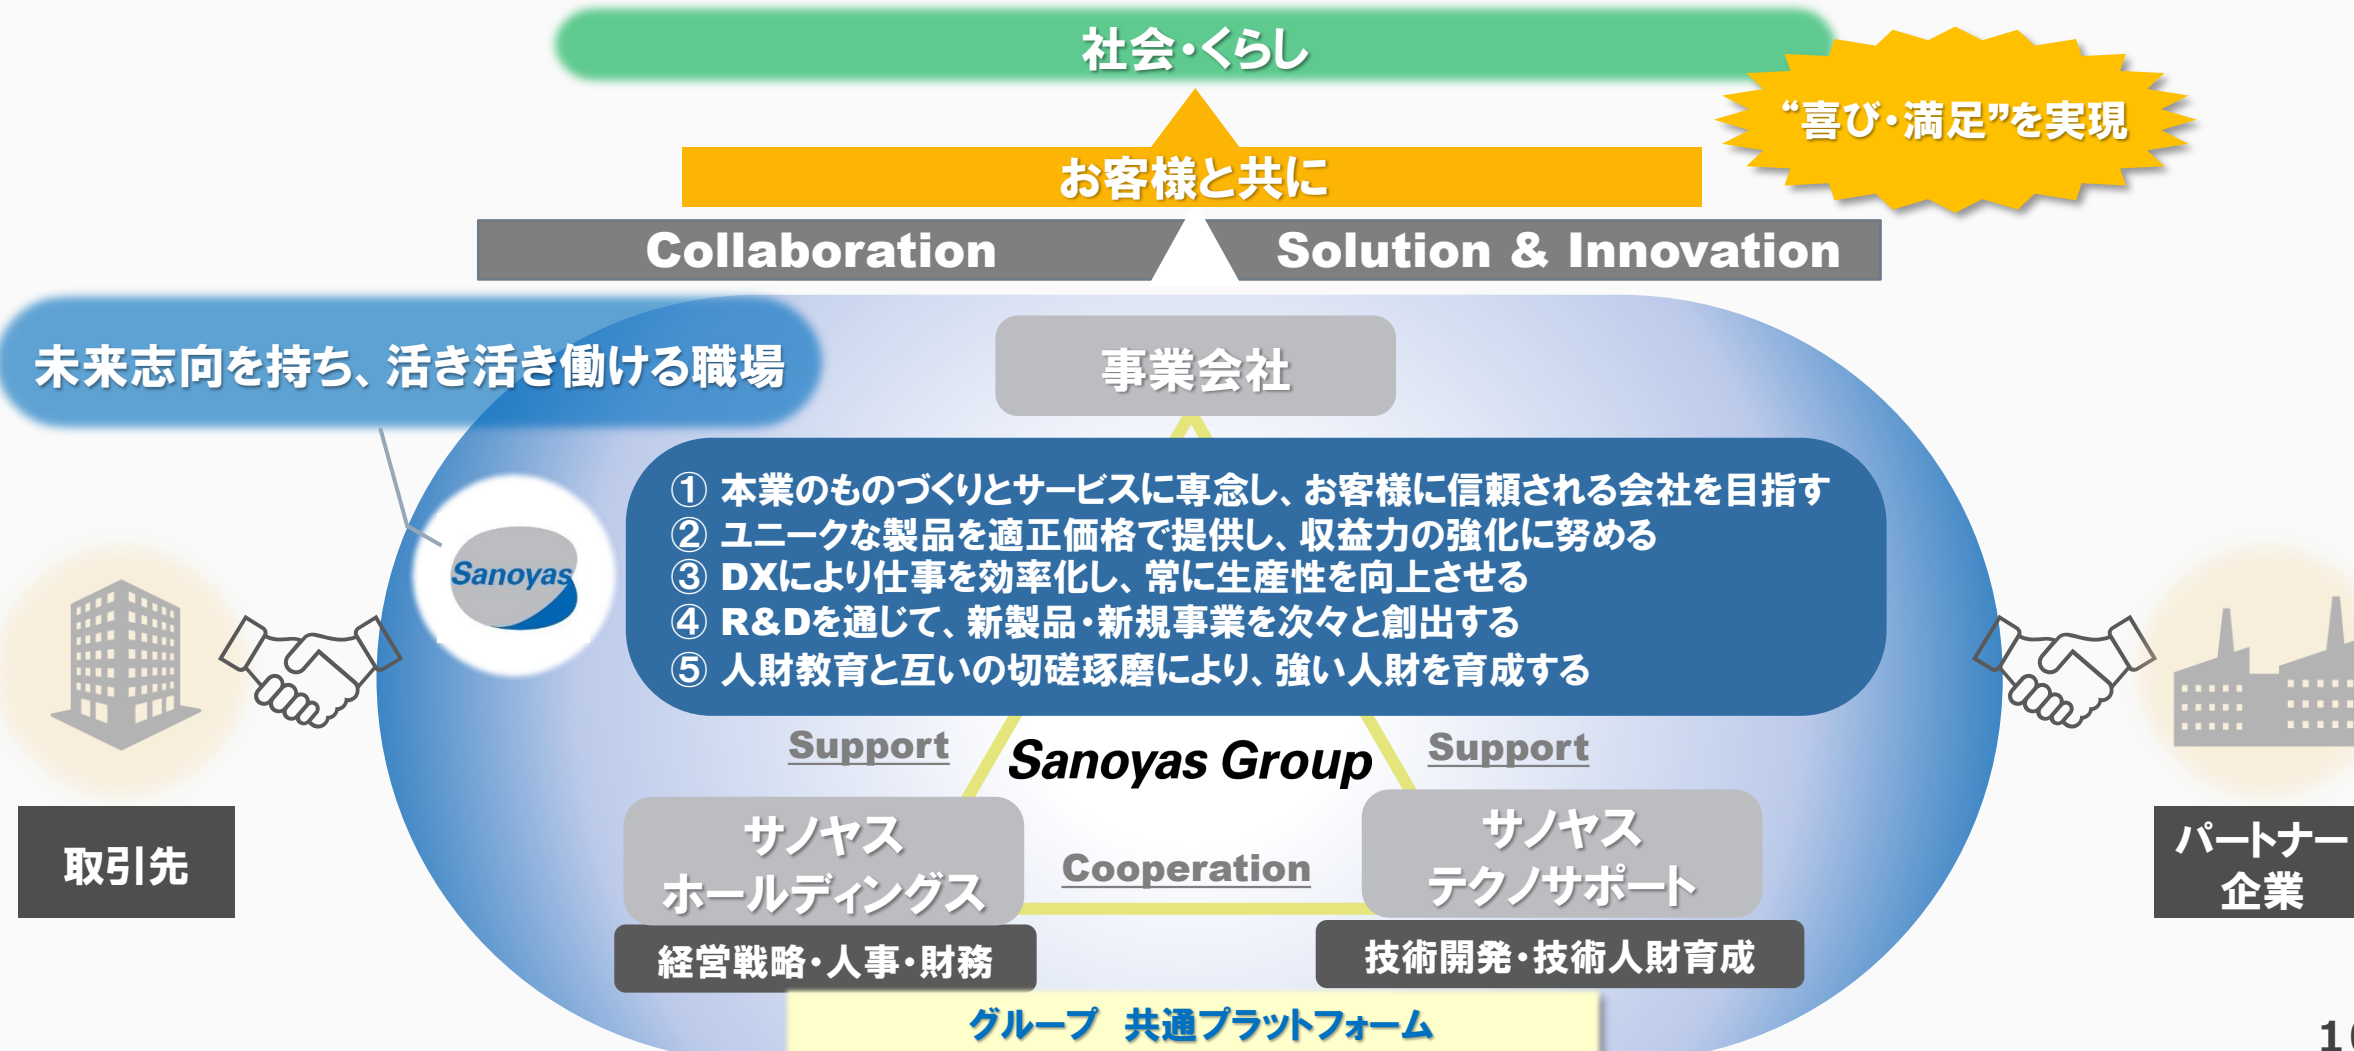 社会・くらし
“喜び・満足”を実現
お客様と共に
Collaboration
Solution & Innovation
未来志向を持ち、活き活き働ける職場
事業会社
Sanoyas
① 本業のものづくりとサービスに専念し、お客様に信頼される会社を目指す
② ユニークな製品を適正価格で提供し、収益力の強化に努める
③ DXにより仕事を効率化し、常に生産性を向上させる
④ R&Dを通じて、新製品・新規事業を次々と創出する
⑤ 人財教育と互いの切磋琢磨により、強い人財を育成する
Support
Sanoyas Group
Support
サノヤス
ホールディングス
Cooperation
サノヤス
テクノサポート
取引先
パートナー
企業
経営戦略・人事・財務
技術開発・技術人財育成
グループ　共通プラットフォーム